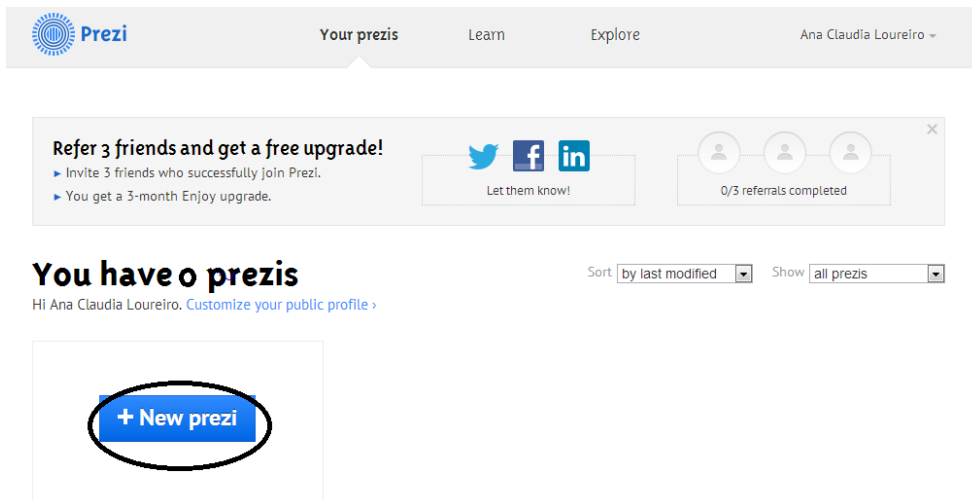 Prezi Your prezis Learn Explore Ana Claudia Loureiro
Refer 3 friends and get a free upgrade!
Invite 3 friends who successfully join Prezi.
You get a 3-month Enjoy upgrade.
Let them know!
0/3 referrals completed
You have 0 prezis
Sort by last modified Show all prezis
Hi Ana Claudia Loureiro. Customize your public profile ›
+ New prezi